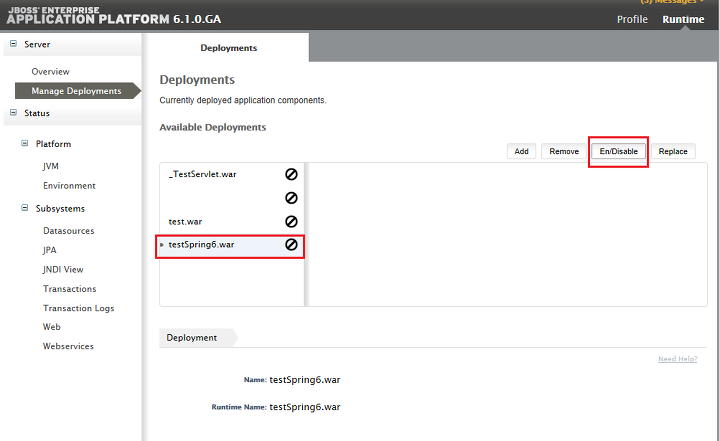 JBOSS ENTERPRISE
APPLICATION PLATFORM 6.1.0.GA
(3) Messages
Profile Runtime
Server
Overview
Manage Deployments
Status
Platform
JVM
Environment
Subsystems
Datasources
JPA
JNDI View
Transactions
Transaction Logs
Web
Webservices
Deployments
Deployments
Currently deployed application components.
Available Deployments
Add Remove En/Disable Replace
_TestServlet.war
test.war
testSpring6.war
Deployment
Need Help?
Name: testSpring6.war
Runtime Name: testSpring6.war